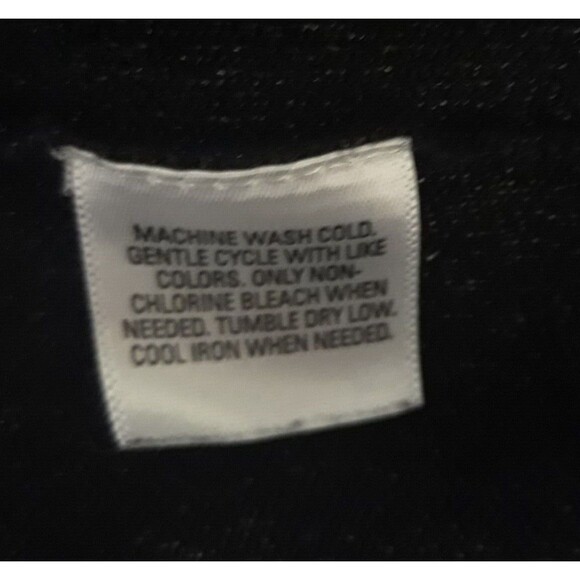 MACHINE WASH COLD.
GENTLE CYCLE WITH LIKE
COLORS. ONLY NON-
CHLORINE BLEACH WHEN
NEEDED. TUMBLE DRY LOW.
COOL IRON WHEN NEEDED.